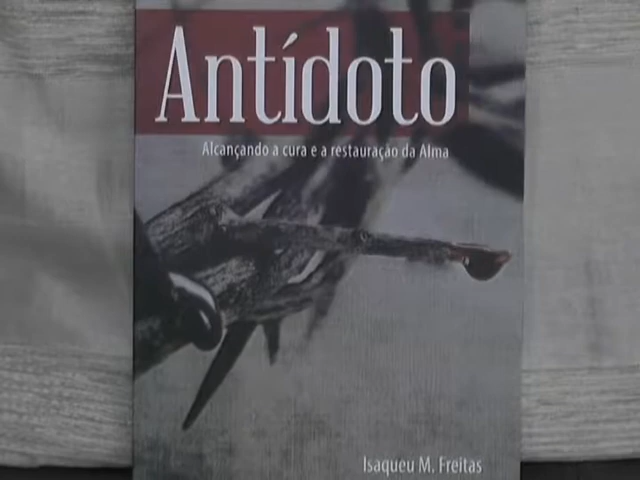 Antídoto
Alcançando a cura e a restauração da Alma
Isaqueu M. Freitas